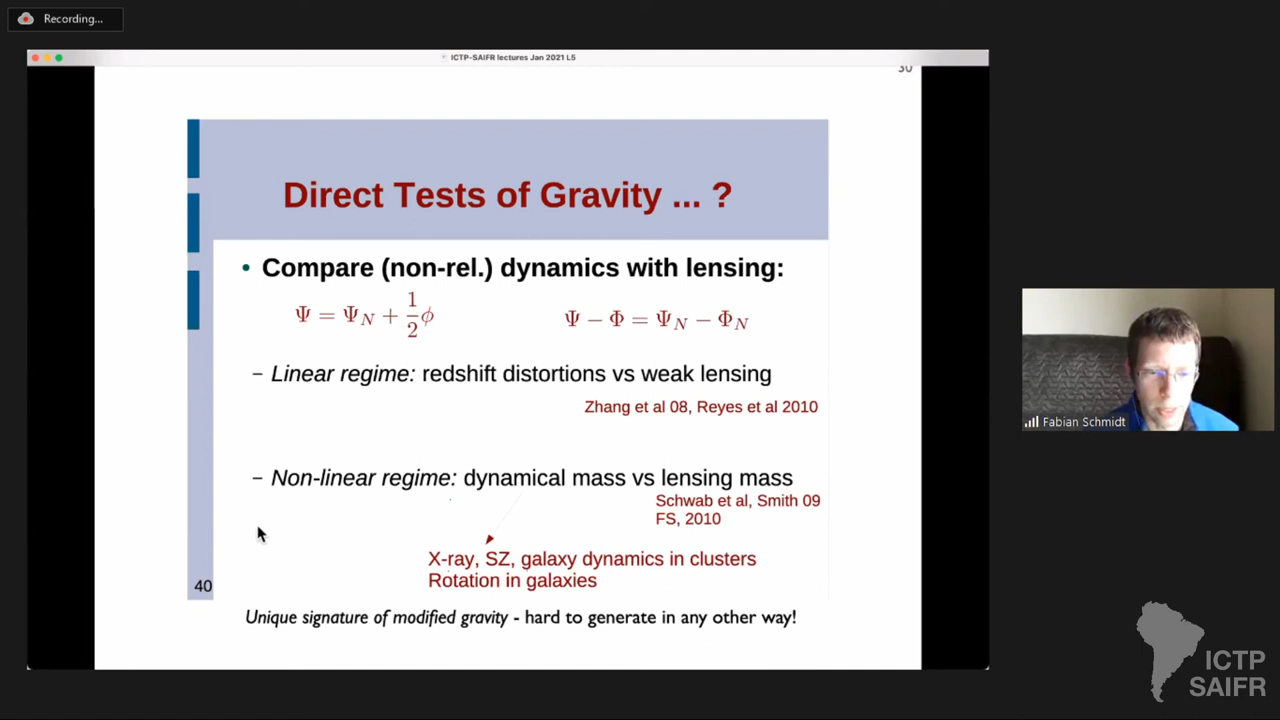 Recording...
ICTP-SAIFR lectures Jan 2021 L5
30
Direct Tests of Gravity ... ?
• Compare (non-rel.) dynamics with lensing:
Ψ = Ψ_N + 1/2 ϕ
Ψ − Φ = Ψ_N − Φ_N
– Linear regime: redshift distortions vs weak lensing
Zhang et al 08, Reyes et al 2010
– Non-linear regime: dynamical mass vs lensing mass
Schwab et al, Smith 09
FS, 2010
X-ray, SZ, galaxy dynamics in clusters
Rotation in galaxies
40
Unique signature of modified gravity - hard to generate in any other way!
Fabian Schmidt
ICTP
SAIFR